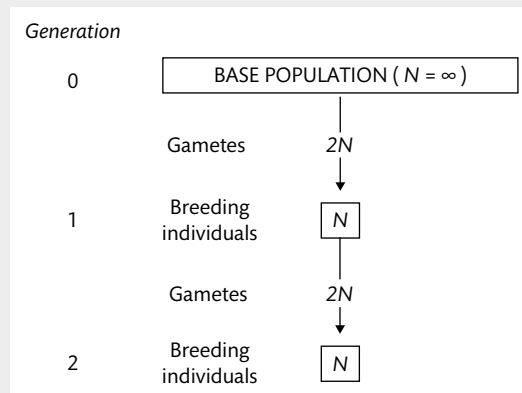 Generation
0 BASE POPULATION ( N = ∞ )
Gametes 2N
1 Breeding individuals N
Gametes 2N
2 Breeding individuals N